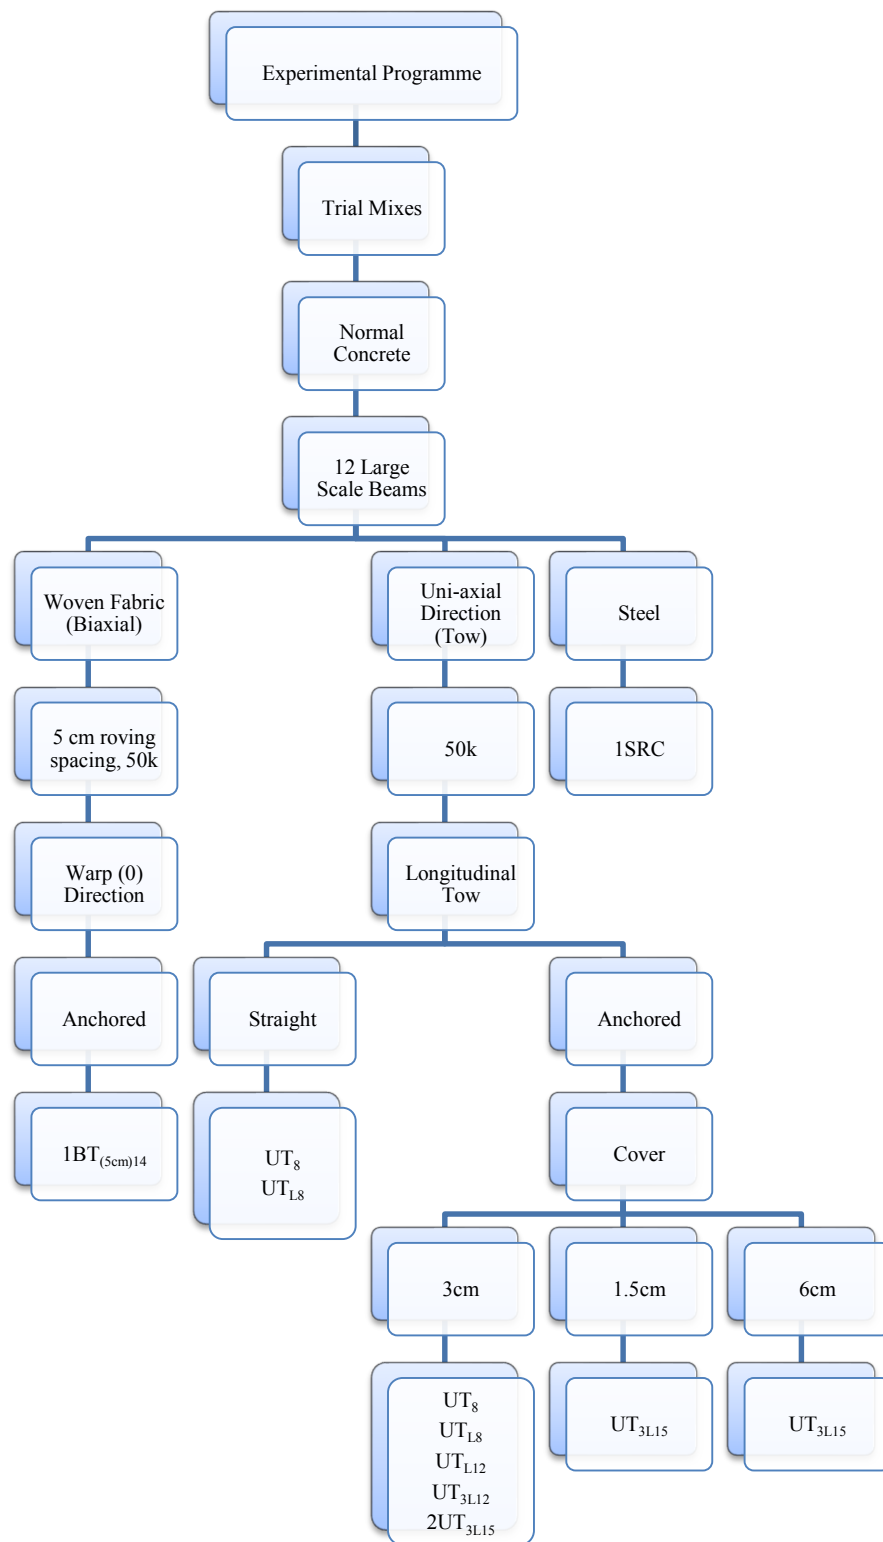 Experimental Programme
Trial Mixes
Normal
Concrete
12 Large
Scale Beams
Woven Fabric
(Biaxial)
Uni-axial
Direction
(Tow)
Steel
5 cm roving
spacing, 50k
50k
1SRC
Warp (0)
Direction
Longitudinal
Tow
Anchored
Straight
Anchored
1BT(5cm)14
UT8
UTL8
Cover
3cm
1.5cm
6cm
UT8
UTL8
UTL12
UT3L12
2UT3L15
UT3L15
UT3L15